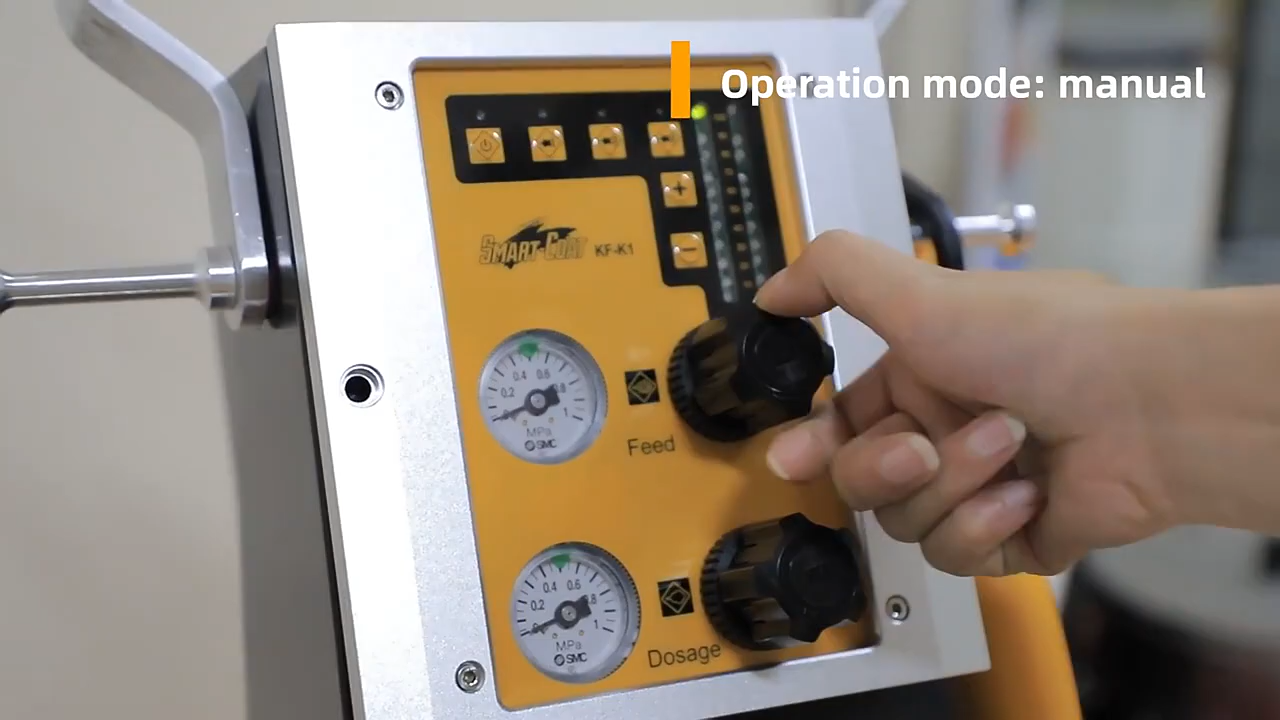 Operation mode: manual
SMART-COAT KF-K1
0.4 0.6
0.2 0.8
0 1
MPa
SMC
Feed
0.4 0.6
0.2 0.8
0 1
MPa
SMC
Dosage